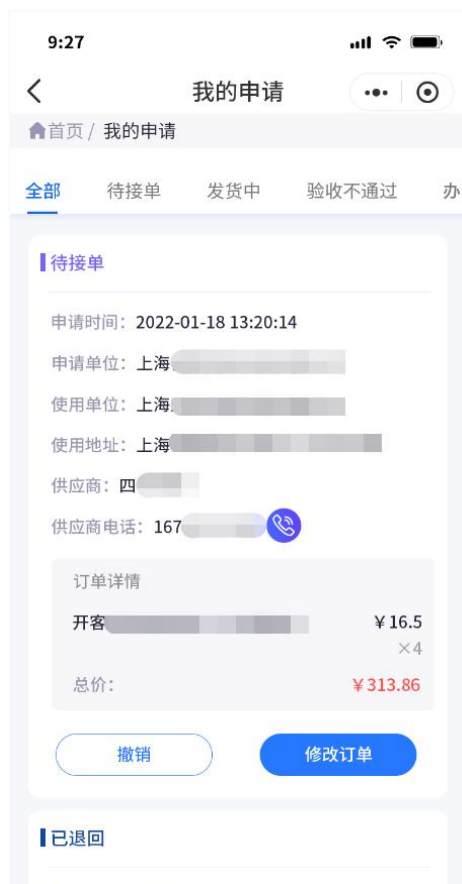 9:27
我的申请
首页/ 我的申请
全部 待接单 发货中 验收不通过 办
待接单
申请时间：2022-01-18 13:20:14
申请单位：上海
使用单位：上海
使用地址：上海
供应商：四
供应商电话：167
订单详情
开客 ￥16.5
×4
总价： ￥313.86
撤销 修改订单
已退回